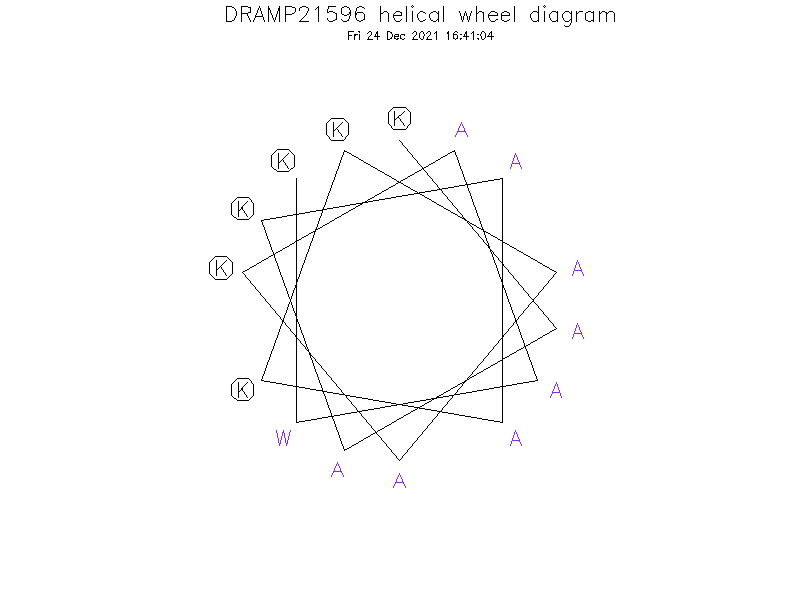 DRAMP21596 helical wheel diagram
Fri 24 Dec 2021 16:41:04
K
K A
K A
K
K A
A
K A
W A
A
A